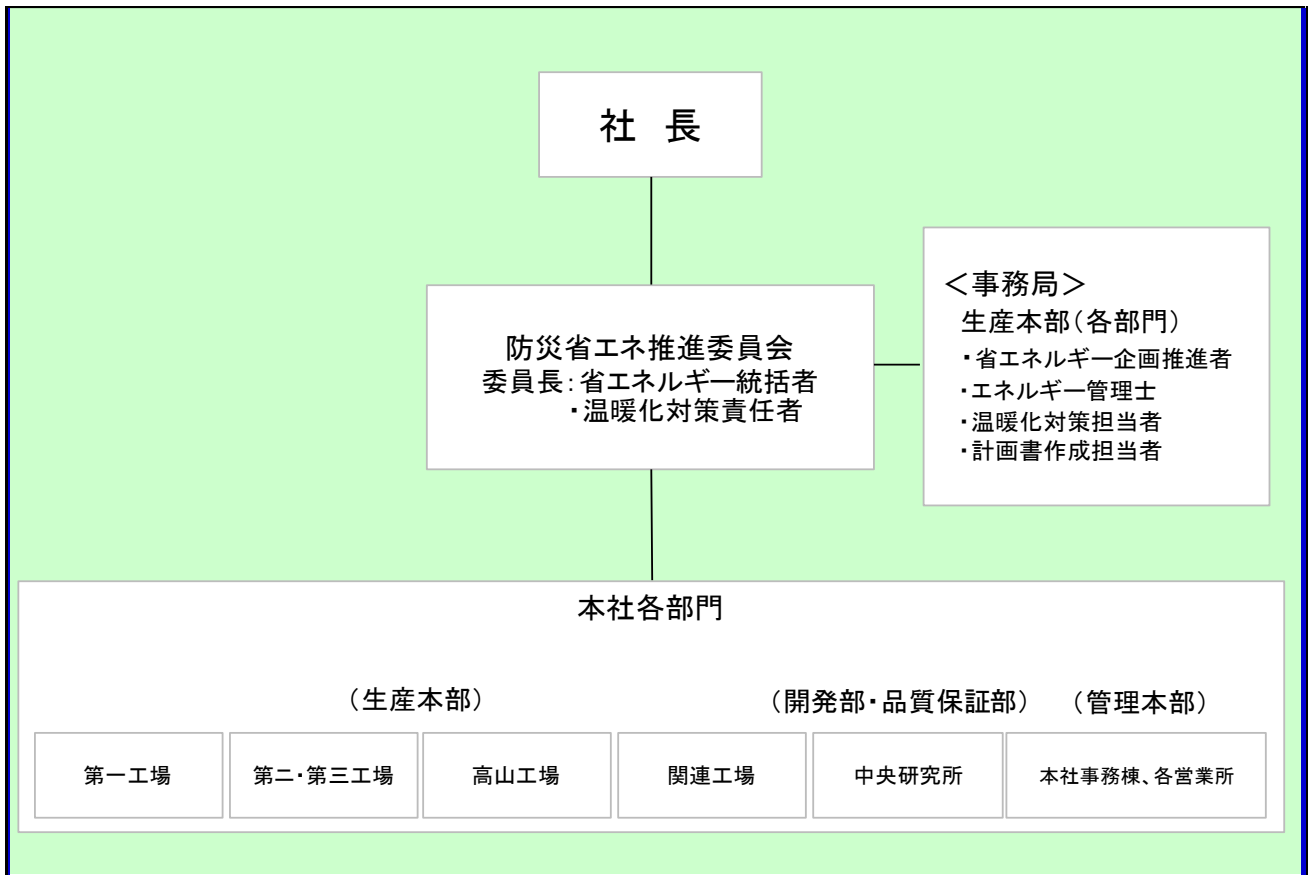 社 長
＜事務局＞
生産本部（各部門）
・省エネルギー企画推進者
・エネルギー管理士
・温暖化対策担当者
・計画書作成担当者
防災省エネ推進委員会
委員長：省エネルギー統括者
・温暖化対策責任者
本社各部門
（生産本部） （開発部・品質保証部） （管理本部）
第一工場 第二・第三工場 高山工場 関連工場 中央研究所 本社事務棟、各営業所